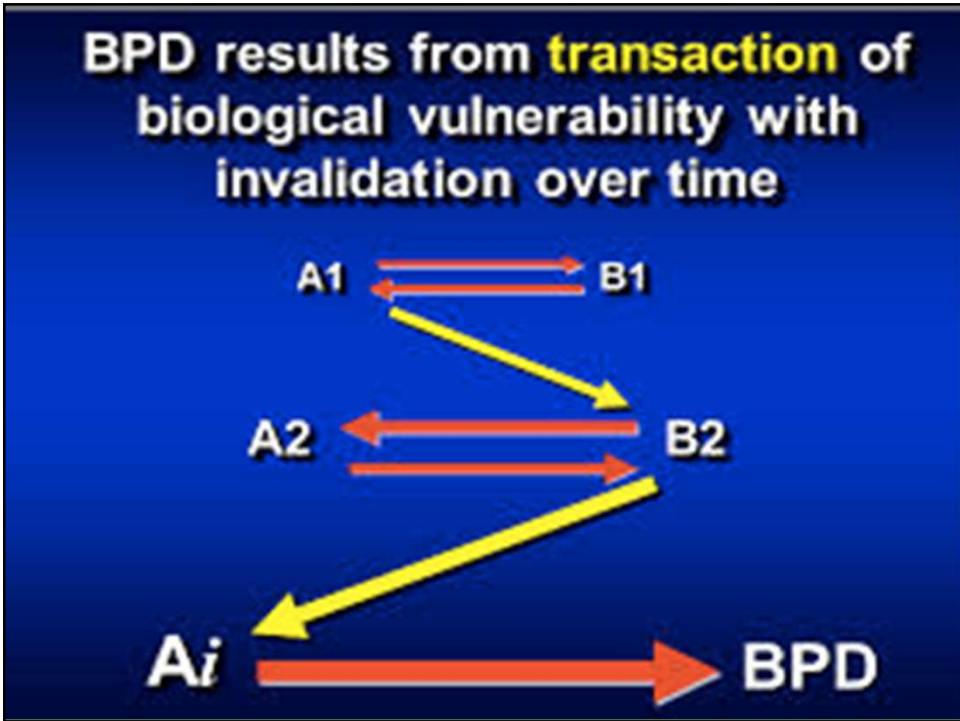 BPD results from transaction of
biological vulnerability with
invalidation over time
A1 B1
A2 B2
Ai BPD